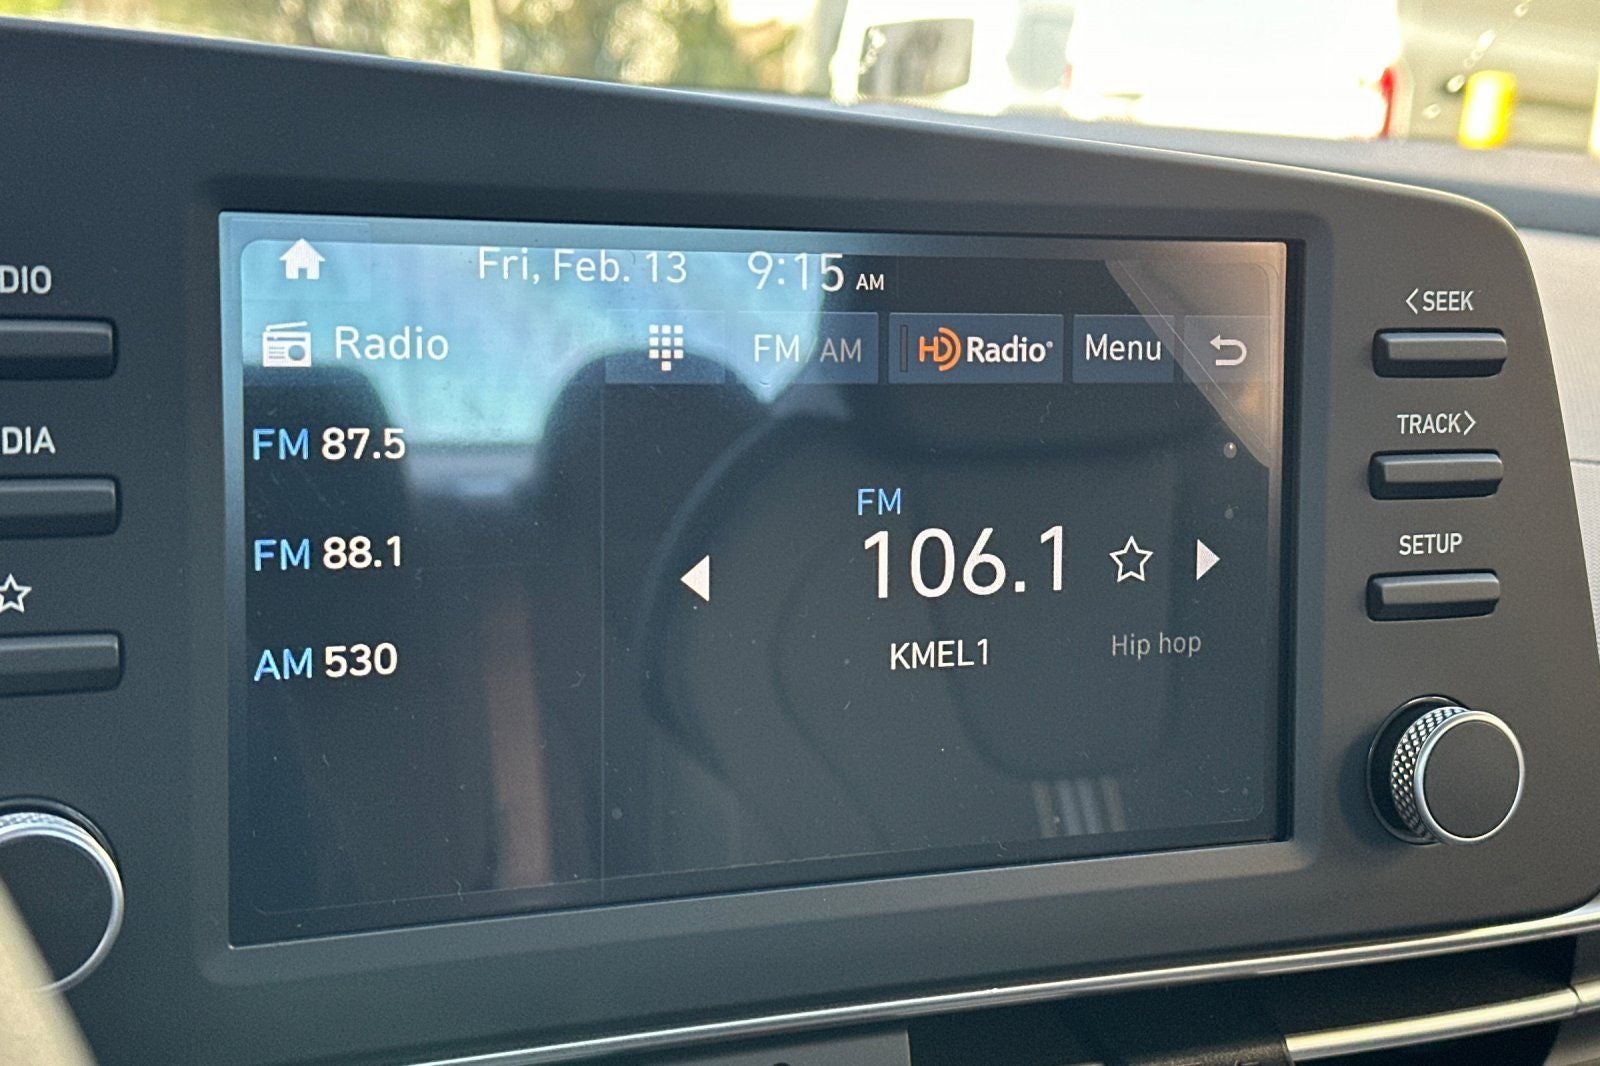 Fri, Feb. 13 9:15 AM
Radio FM/AM HD Radio® Menu
FM 87.5
FM 88.1
AM 530
FM
106.1
KMEL1 Hip hop
DIO
DIA
<SEEK
TRACK>
SETUP